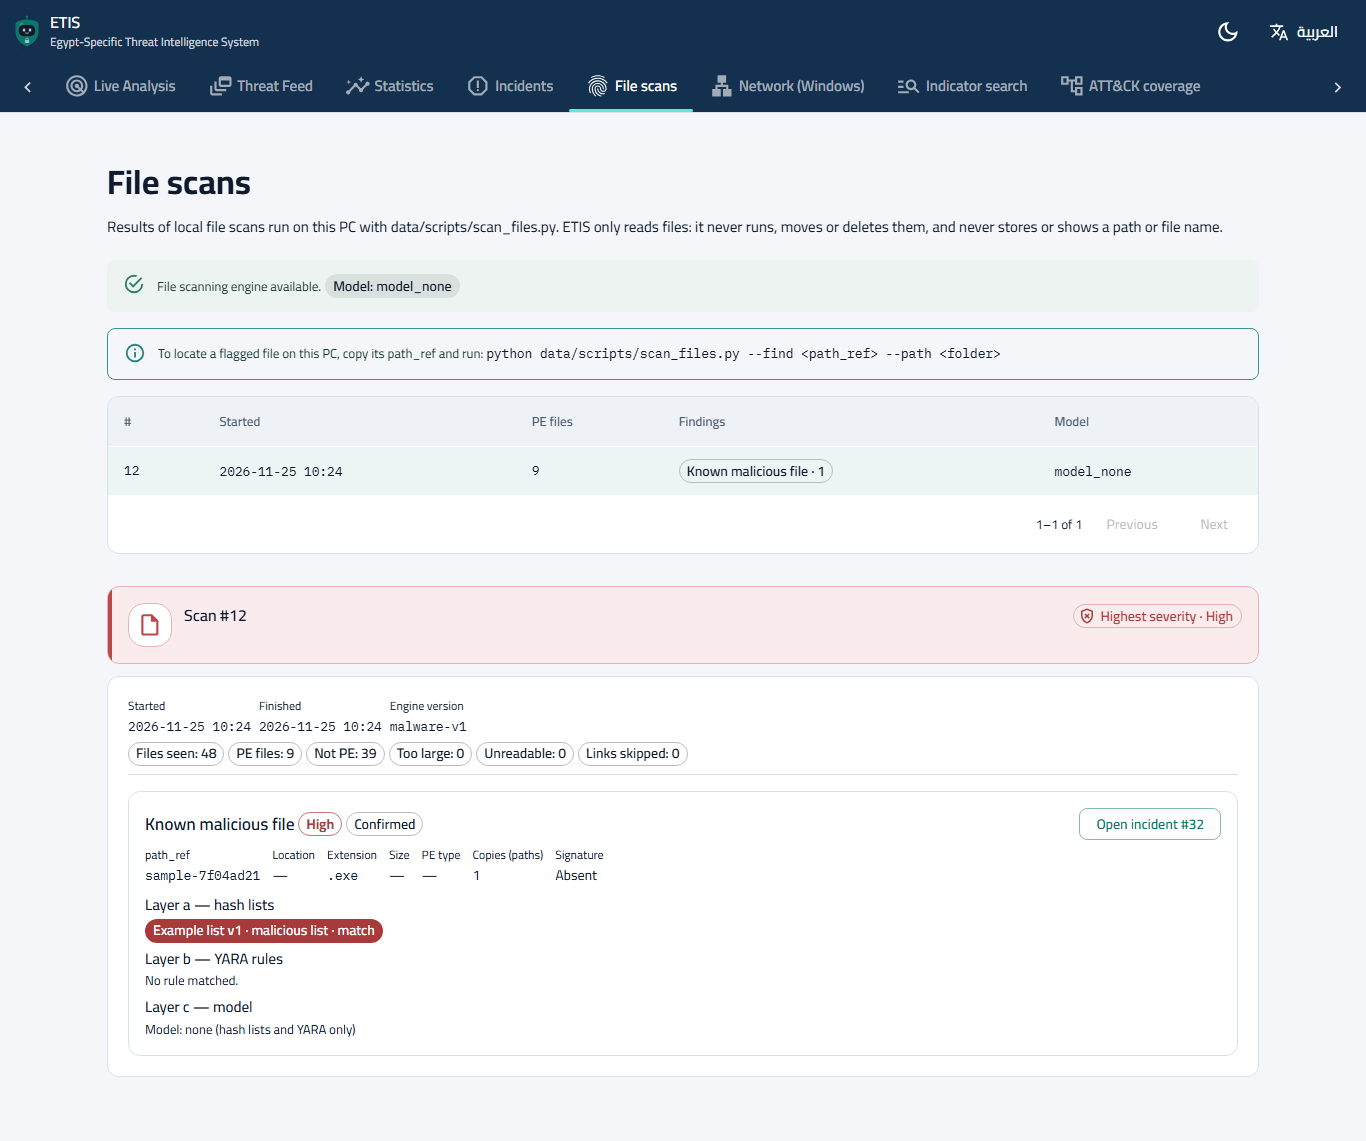 ETIS
Egypt-Specific Threat Intelligence System
العربية
Live Analysis
Threat Feed
Statistics
Incidents
File scans
Network (Windows)
Indicator search
ATT&CK coverage
File scans
Results of local file scans run on this PC with data/scripts/scan_files.py. ETIS only reads files: it never runs, moves or deletes them, and never stores or shows a path or file name.
File scanning engine available. Model: model_none
To locate a flagged file on this PC, copy its path_ref and run: python data/scripts/scan_files.py --find <path_ref> --path <folder>
# Started PE files Findings Model
12 2026-11-25 10:24 9 Known malicious file · 1 model_none
1–1 of 1 Previous Next
Scan #12
Highest severity · High
Started Finished Engine version
2026-11-25 10:24 2026-11-25 10:24 malware-v1
Files seen: 48 PE files: 9 Not PE: 39 Too large: 0 Unreadable: 0 Links skipped: 0
Known malicious file High Confirmed
Open incident #32
path_ref Location Extension Size PE type Copies (paths) Signature
sample-7f04ad21 — .exe — — 1 Absent
Layer a — hash lists
Example list v1 · malicious list · match
Layer b — YARA rules
No rule matched.
Layer c — model
Model: none (hash lists and YARA only)